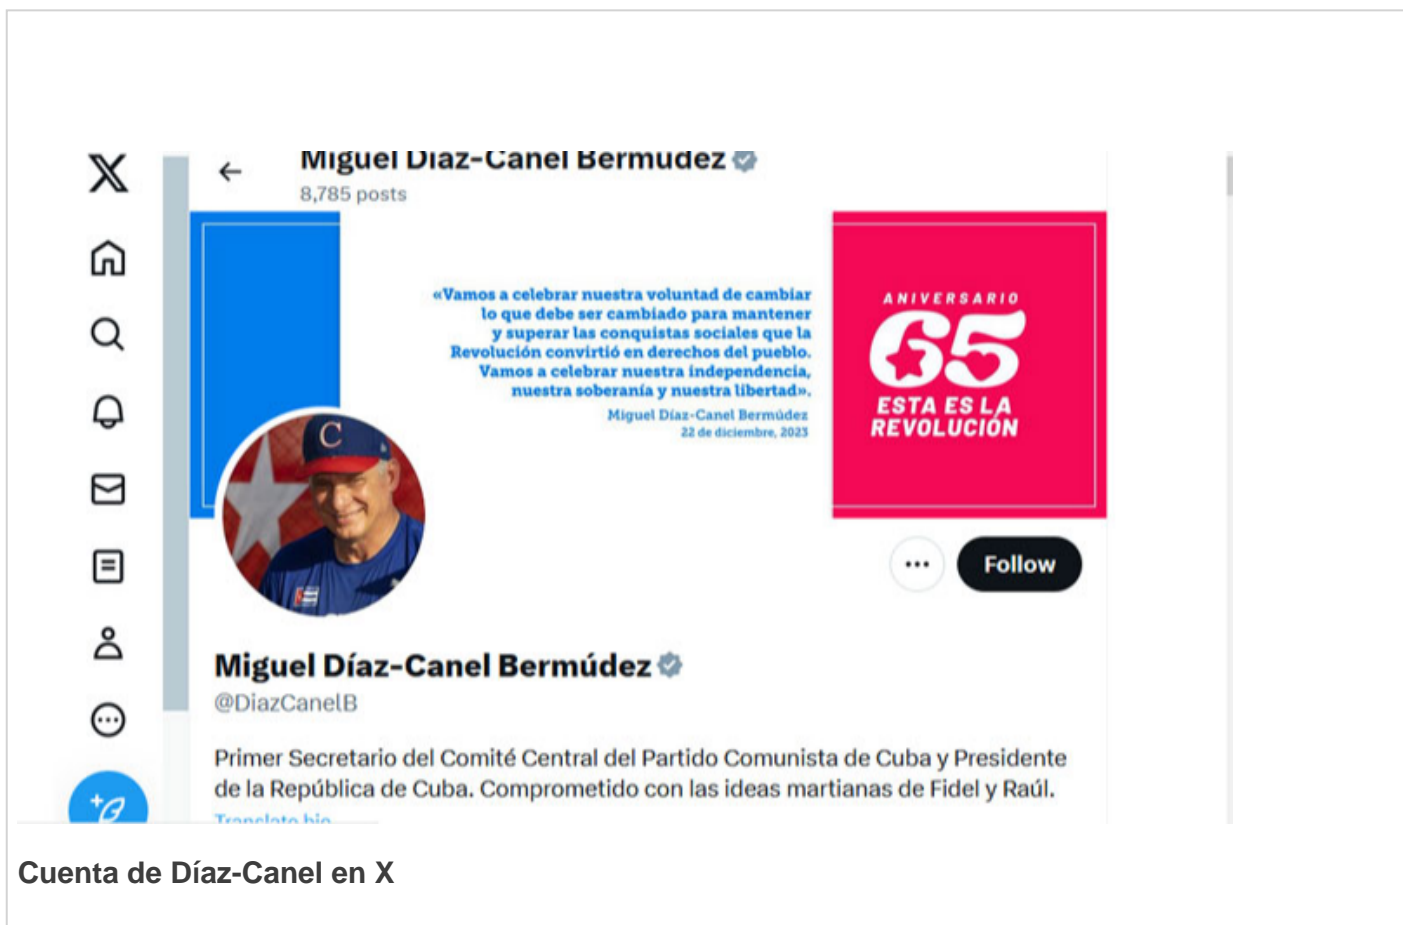 Miguel Díaz-Canel Bermúdez
8,785 posts
«Vamos a celebrar nuestra voluntad de cambiar
lo que debe ser cambiado para mantener
y superar las conquistas sociales que la
Revolución convirtió en derechos del pueblo.
Vamos a celebrar nuestra independencia,
nuestra soberanía y nuestra libertad».
Miguel Díaz-Canel Bermúdez
22 de diciembre, 2023
ANIVERSARIO
65
ESTA ES LA
REVOLUCIÓN
C
Follow
Miguel Díaz-Canel Bermúdez
@DiazCanelB
Primer Secretario del Comité Central del Partido Comunista de Cuba y Presidente
de la República de Cuba. Comprometido con las ideas martianas de Fidel y Raúl.
Translate bio
Cuenta de Díaz-Canel en X